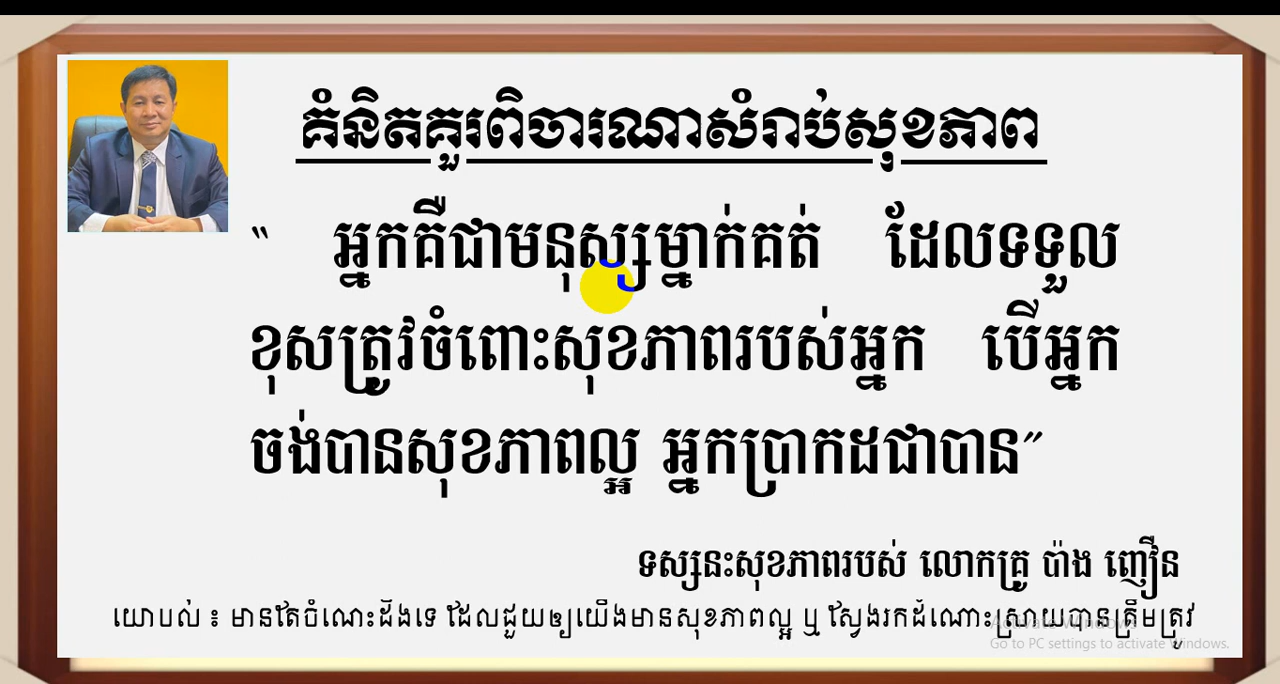 គំនិតគួរពិចារណាសំរាប់សុខភាព
“ អ្នកគឺជាមនុស្សម្នាក់គត់ ដែលទទួល
ខុសត្រូវចំពោះសុខភាពរបស់អ្នក បើអ្នក
ចង់បានសុខភាពល្អ អ្នកប្រាកដជាបាន”
ទស្សនះសុខភាពរបស់ លោកគ្រូ ប៉ាង ញឿន
យោបល់ ៖ មានតែចំណេះដឹងទេ ដែលជួយឲ្យយើងមានសុខភាពល្អ ឬ ស្វែងរកដំណោះស្រាយបានត្រឹមត្រូវ
Activate Windows
Go to PC settings to activate Windows.